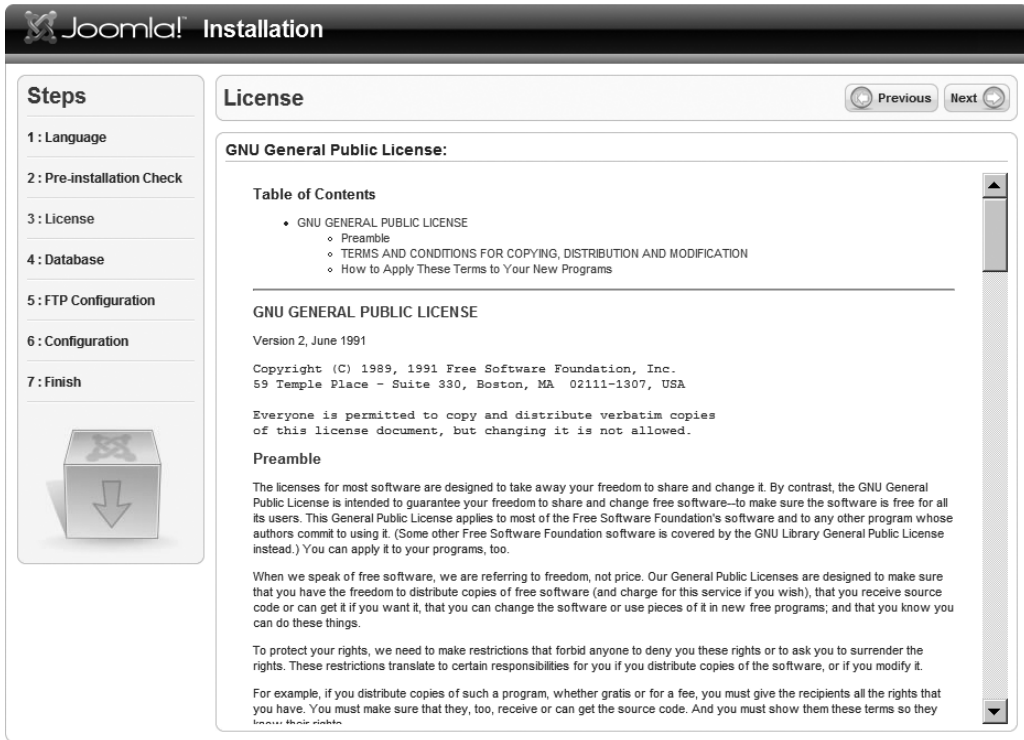 Joomla! Installation
Steps
1 : Language
2 : Pre-installation Check
3 : License
4 : Database
5 : FTP Configuration
6 : Configuration
7 : Finish
License
Previous
Next
GNU General Public License:
Table of Contents
GNU GENERAL PUBLIC LICENSE
Preamble
TERMS AND CONDITIONS FOR COPYING, DISTRIBUTION AND MODIFICATION
How to Apply These Terms to Your New Programs
GNU GENERAL PUBLIC LICENSE
Version 2, June 1991
Copyright (C) 1989, 1991 Free Software Foundation, Inc.
59 Temple Place - Suite 330, Boston, MA  02111-1307, USA
Everyone is permitted to copy and distribute verbatim copies
of this license document, but changing it is not allowed.
Preamble
The licenses for most software are designed to take away your freedom to share and change it. By contrast, the GNU General
Public License is intended to guarantee your freedom to share and change free software--to make sure the software is free for all
its users. This General Public License applies to most of the Free Software Foundation's software and to any other program whose
authors commit to using it. (Some other Free Software Foundation software is covered by the GNU Library General Public License
instead.) You can apply it to your programs, too.
When we speak of free software, we are referring to freedom, not price. Our General Public Licenses are designed to make sure
that you have the freedom to distribute copies of free software (and charge for this service if you wish), that you receive source
code or can get it if you want it, that you can change the software or use pieces of it in new free programs; and that you know you
can do these things.
To protect your rights, we need to make restrictions that forbid anyone to deny you these rights or to ask you to surrender the
rights. These restrictions translate to certain responsibilities for you if you distribute copies of the software, or if you modify it.
For example, if you distribute copies of such a program, whether gratis or for a fee, you must give the recipients all the rights that
you have. You must make sure that they, too, receive or can get the source code. And you must show them these terms so they
know their rights.